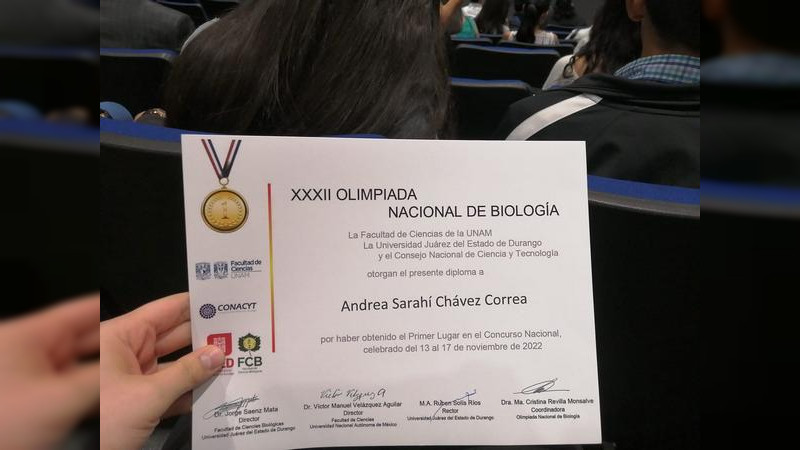 XXXII OLIMPIADA
NACIONAL DE BIOLOGÍA
La Facultad de Ciencias de la UNAM
La Universidad Juárez del Estado de Durango
y el Consejo Nacional de Ciencia y Tecnología
otorgan el presente diploma a
Andrea Sarahí Chávez Correa
por haber obtenido el Primer Lugar en el Concurso Nacional,
celebrado del 13 al 17 de noviembre de 2022
1
Facultad de
Ciencias
UNAM
CONACYT
ED
FCB
Dr. Jorge Saenz Mata
Director
Facultad de Ciencias Biológicas
Universidad Juárez del Estado de Durango
Dr. Víctor Manuel Velázquez Aguilar
Director
Facultad de Ciencias
Universidad Nacional Autónoma de México
M.A. Rubén Solís Ríos
Rector
Universidad Juárez del Estado de Durango
Dra. Ma. Cristina Revilla Monsalve
Coordinadora
Olimpiada Nacional de Biología